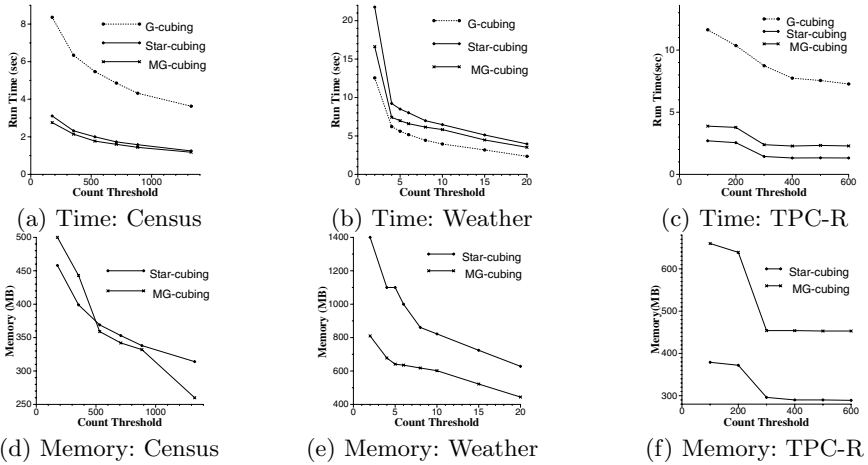 8
6
4
2
0
0
500
1000
Run Time (sec)
Count Threshold
G-cubing
Star-cubing
MG-cubing
(a) Time: Census
20
15
10
5
0
0
5
10
15
20
Run Time (sec)
Count Threshold
G-cubing
Star-cubing
MG-cubing
(b) Time: Weather
10
5
0
0
200
400
600
Run Time(sec)
Count Threshold
G-cubing
Star-cubing
MG-cubing
(c) Time: TPC-R
500
450
400
350
300
250
0
500
1000
Memory (MB)
Count Threshold
Star-cubing
MG-cubing
(d) Memory: Census
1400
1200
1000
800
600
400
0
5
10
15
20
Memory (MB)
Count Threshold
Star-cubing
MG-cubing
(e) Memory: Weather
600
500
400
300
0
200
400
600
Memory(MB)
Count Threshold
Star-cubing
MG-cubing
(f) Memory: TPC-R